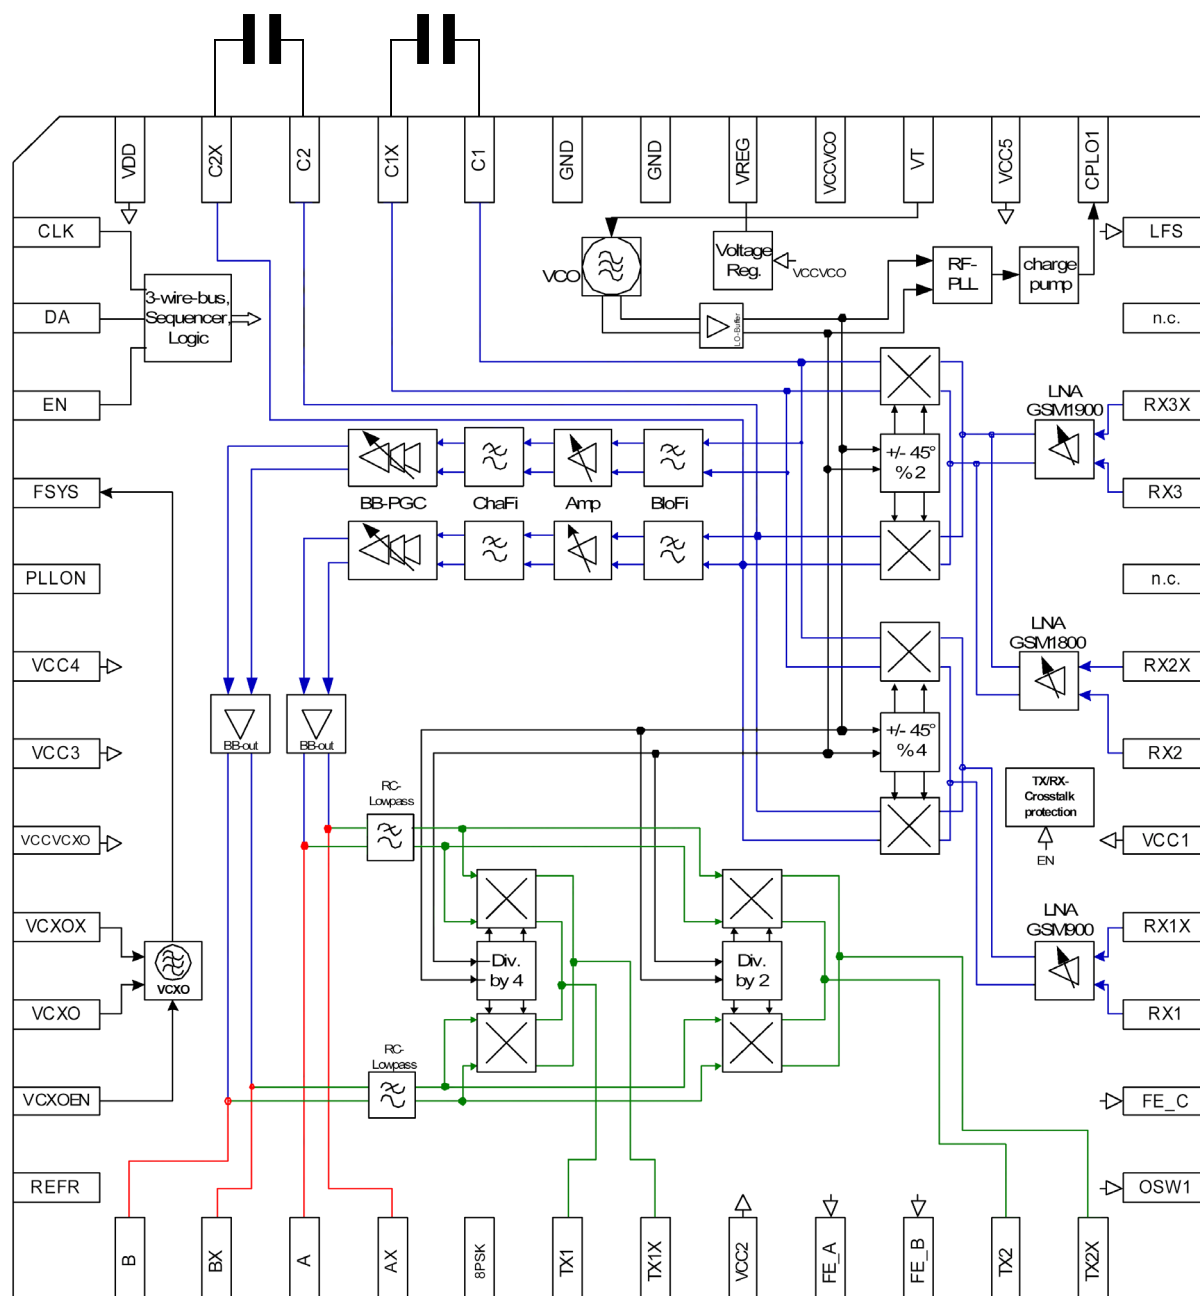 VDD
C2X
C2
C1X
C1
GND
GND
VREG
VCCVCO
VT
VCC5
CPLO1
CLK
DA
EN
FSYS
PLLON
VCC4
VCC3
VCCVCXO
VCXOX
VCXO
VCXOEN
REFR
3-wire-bus,
Sequencer,
Logic
VCO
Voltage
Reg.
VCCVCO
LO-Buffer
RF-
PLL
charge
pump
LFS
n.c.
RX3X
RX3
n.c.
RX2X
RX2
VCC1
RX1X
RX1
FE_C
OSW1
LNA
GSM1900
+/- 45°
% 2
BB-PGC
ChaFi
Amp
BloFi
LNA
GSM1800
BB-out
BB-out
+/- 45°
% 4
RC-
Lowpass
TX/RX-
Crosstalk
protection
EN
LNA
GSM900
Div.
by 4
Div.
by 2
VCXO
RC-
Lowpass
B
BX
A
AX
8PSK
TX1
TX1X
VCC2
FE_A
FE_B
TX2
TX2X